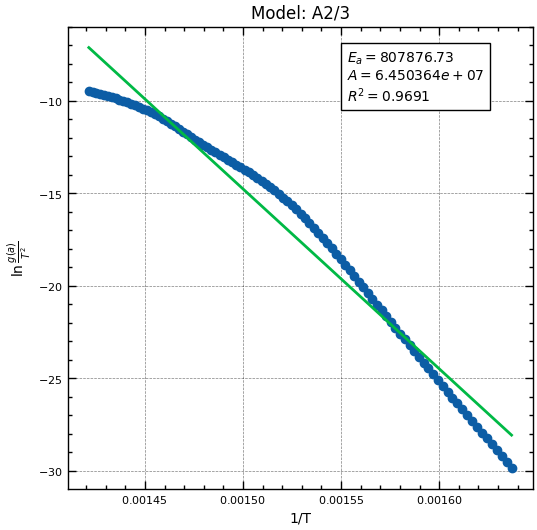 Model: A2/3
E_a = 807876.73
A = 6.450364e + 07
R^2 = 0.9691
ln g(a)/T^2
−10
−15
−20
−25
−30
0.00145 0.00150 0.00155 0.00160
1/T